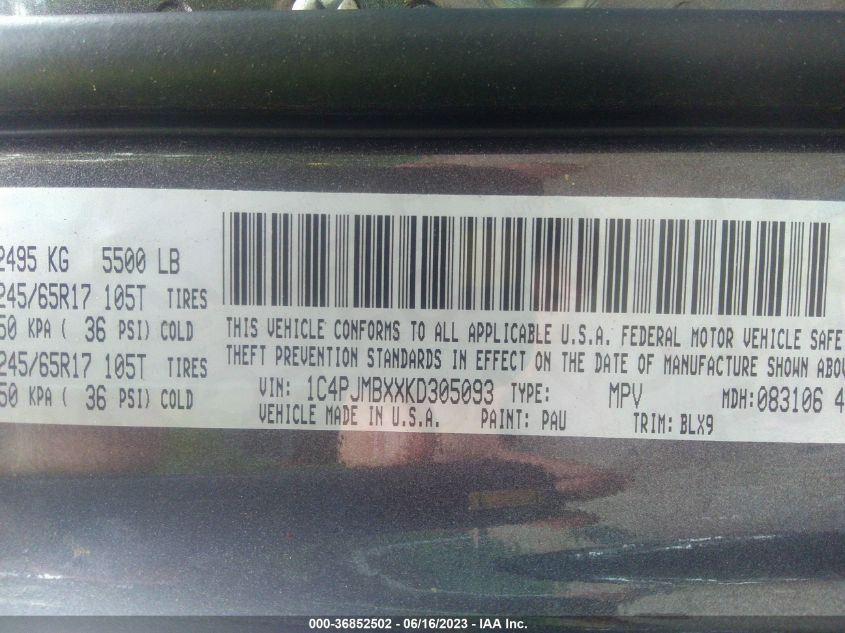 2495 KG 5500 LB
245/65R17 105T TIRES
50 KPA ( 36 PSI) COLD
245/65R17 105T TIRES
50 KPA ( 36 PSI) COLD
THIS VEHICLE CONFORMS TO ALL APPLICABLE U.S.A. FEDERAL MOTOR VEHICLE SAFE
THEFT PREVENTION STANDARDS IN EFFECT ON THE DATE OF MANUFACTURE SHOWN ABOV
VIN: 1C4PJMBXXKD305093 TYPE: MPV MDH:083106 4
VEHICLE MADE IN U.S.A. PAINT: PAU TRIM: BLX9
000-36852502 - 06/16/2023 - IAA Inc.